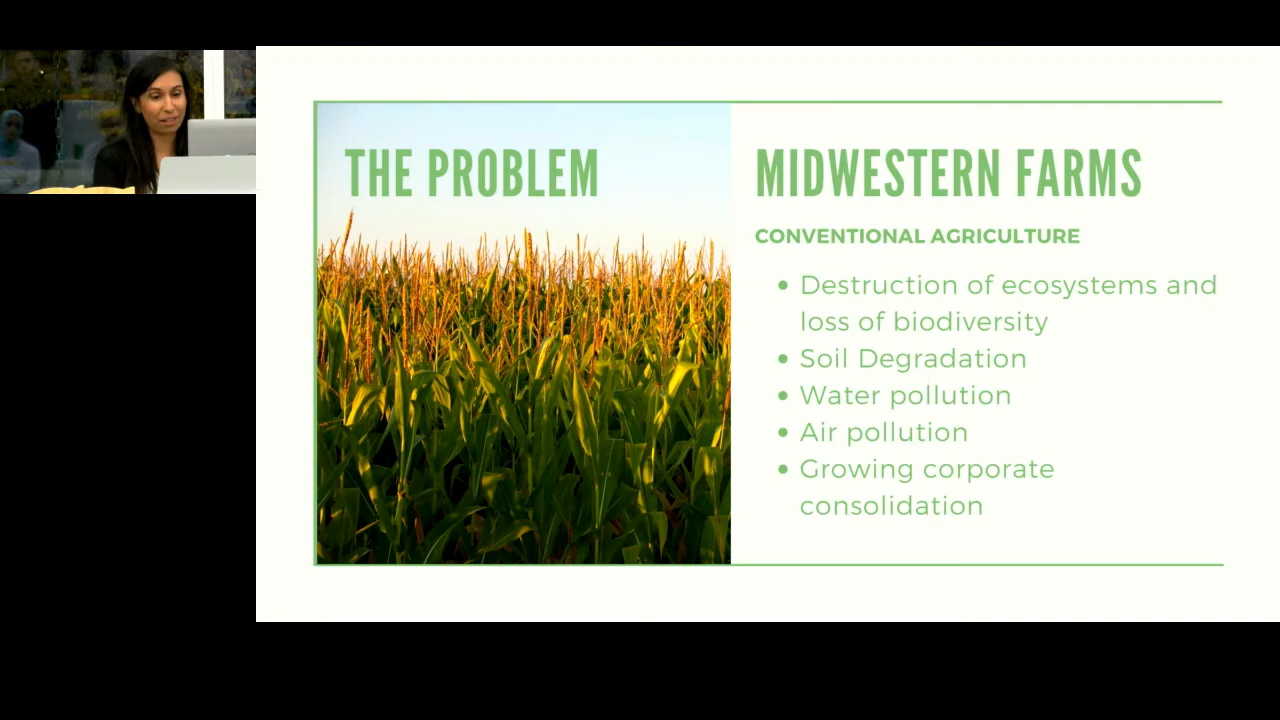 THE PROBLEM
MIDWESTERN FARMS
CONVENTIONAL AGRICULTURE
Destruction of ecosystems and
loss of biodiversity
Soil Degradation
Water pollution
Air pollution
Growing corporate
consolidation